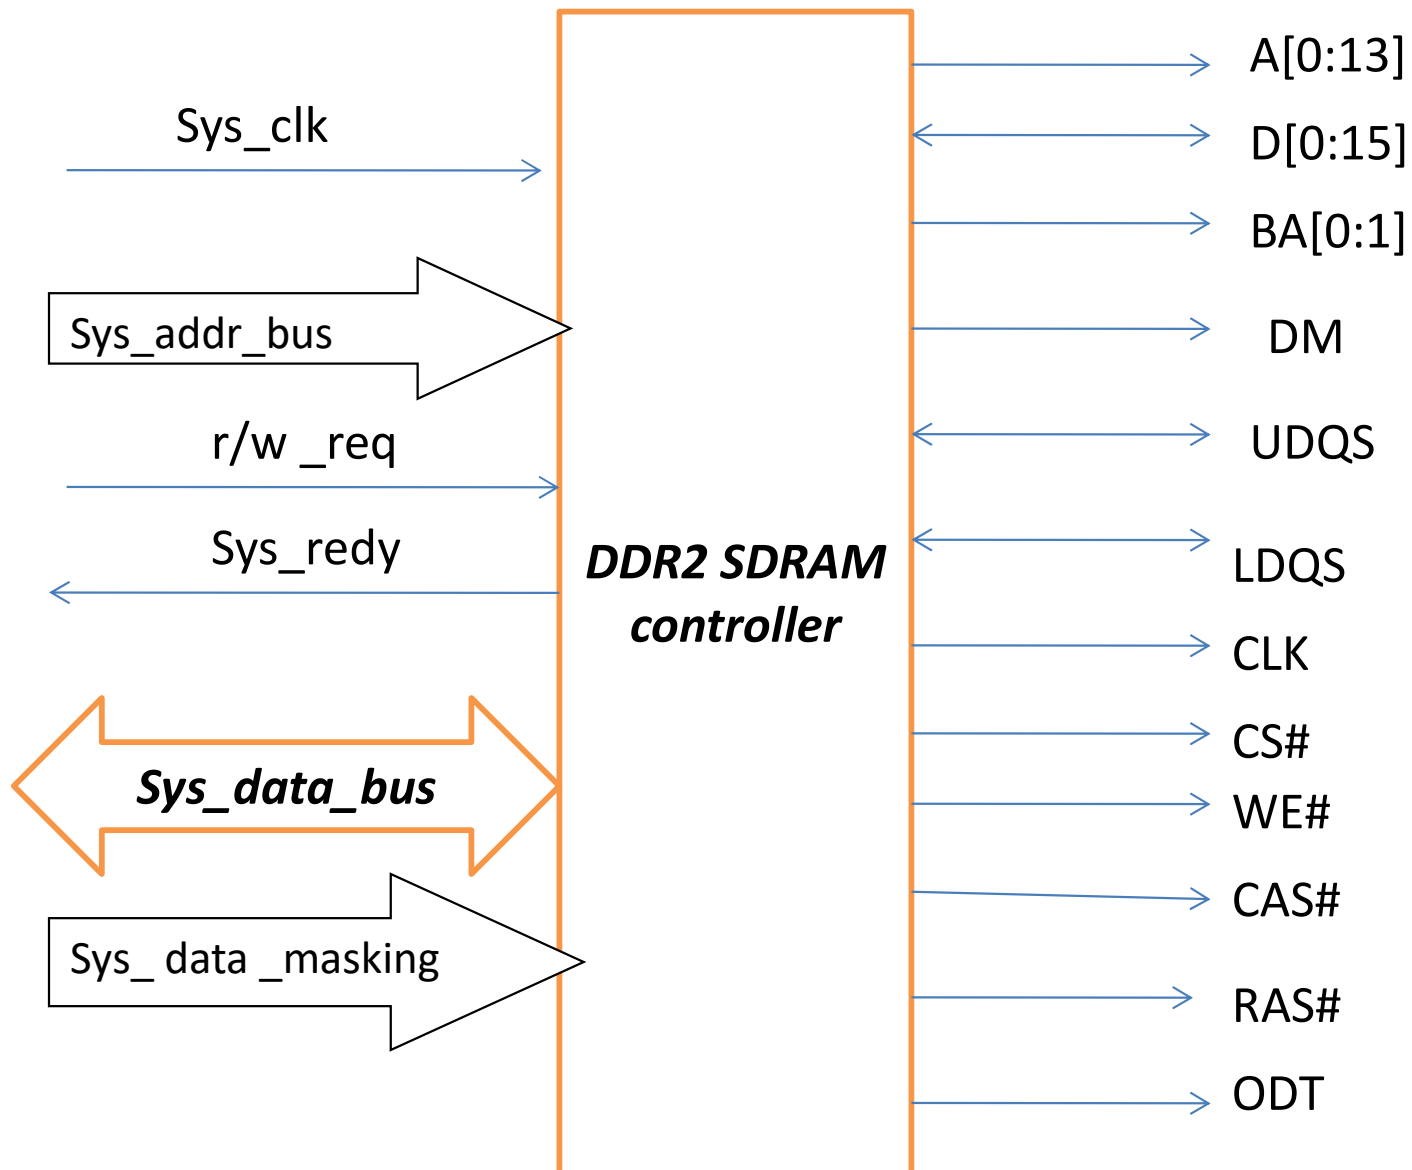 Sys_clk
Sys_addr_bus
r/w _req
Sys_redy
Sys_data_bus
Sys_ data _masking
DDR2 SDRAM
controller
A[0:13]
D[0:15]
BA[0:1]
DM
UDQS
LDQS
CLK
CS#
WE#
CAS#
RAS#
ODT